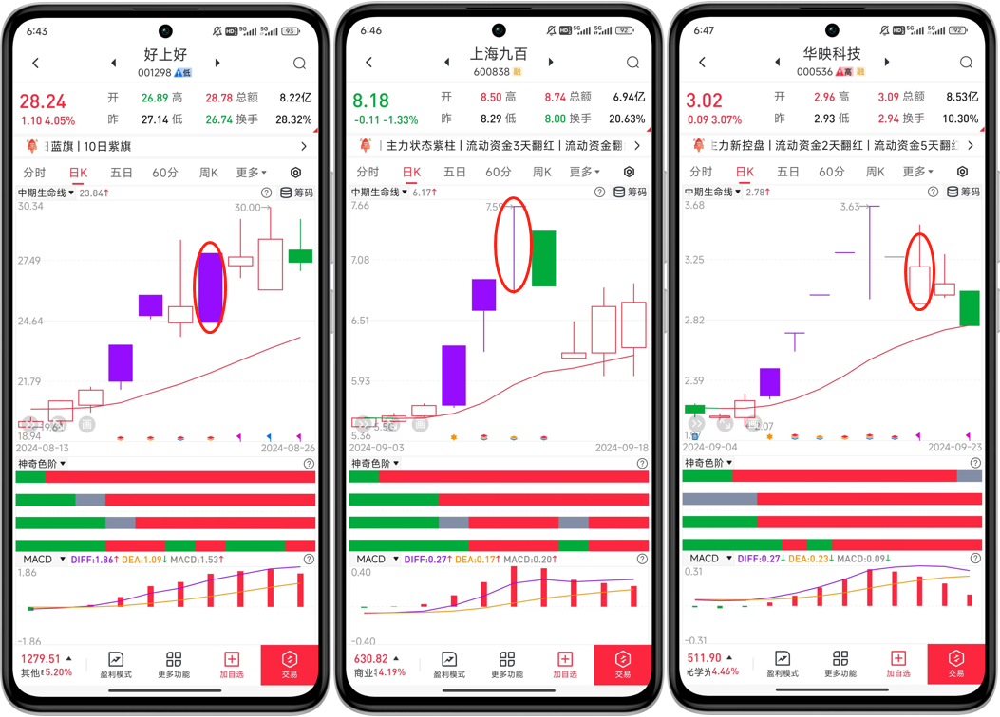 6:43
5G 5G 93
好上好
001298 低
28.24
1.10 4.05%
开 26.89 高 28.78 总额 8.22亿
昨 27.14 低 26.74 换手 28.32%
日蓝旗 | 10日紫旗
分时 日K 五日 60分 周K 更多
中期生命线 23.84↑ 筹码
30.34
30.00
27.49
24.64
21.79
18.94
2024-08-13 2024-08-26
神奇色阶
MACD DIFF:1.86↑ DEA:1.09↓ MACD:1.53↑
1.86
-1.86
1279.51
5.20%
盈利模式 更多功能 加自选 交易
6:46
5G 5G 92
上海九百
600838 融
8.18
-0.11 -1.33%
开 8.50 高 8.74 总额 6.94亿
昨 8.29 低 8.00 换手 20.63%
主力状态紫柱 | 流动资金3天翻红 | 流动资金翻
分时 日K 五日 60分 周K 更多
中期生命线 6.17↑ 筹码
7.66
7.59
7.08
6.51
5.93
5.36
2024-09-03 2024-09-18
神奇色阶
MACD DIFF:0.27↑ DEA:0.17↑ MACD:0.20↑
0.40
-0.40
630.82
4.19%
盈利模式 更多功能 加自选 交易
6:47
5G 5G 92
华映科技
000536 高 融
3.02
0.09 3.07%
开 2.96 高 3.09 总额 8.53亿
昨 2.93 低 2.94 换手 10.30%
主力新控盘 | 流动资金2天翻红 | 流动资金5天翻红
分时 日K 五日 60分 周K 更多
中期生命线 2.78↑ 筹码
3.68
3.63
3.25
2.82
2.39
2.07
2024-09-04 2024-09-23
神奇色阶
MACD DIFF:0.27↓ DEA:0.23↓ MACD:0.09↓
0.31
-0.31
511.90
4.46%
盈利模式 更多功能 加自选 交易